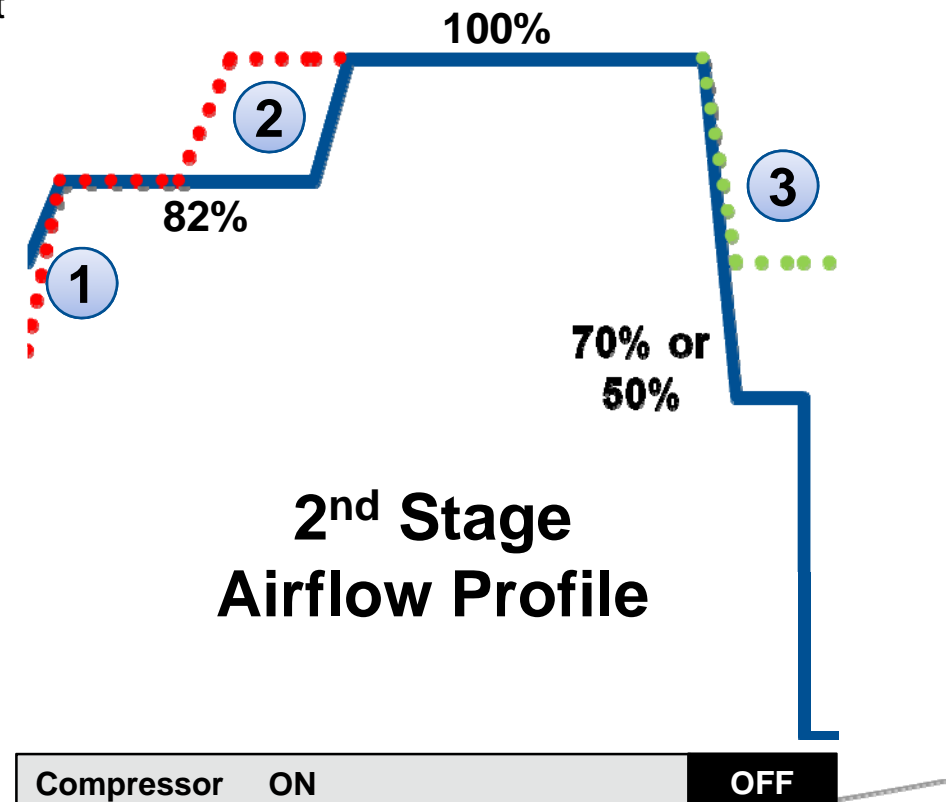 100%
2
82%
3
1
70% or
50%
2nd Stage
Airflow Profile
Compressor ON OFF